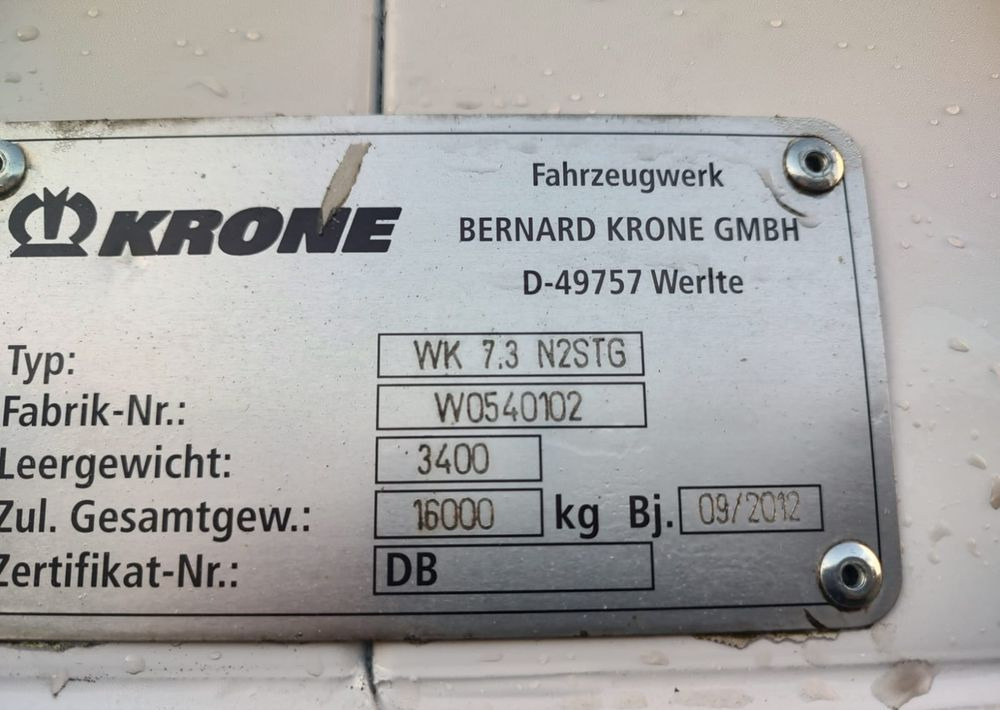 KRONE
Fahrzeugwerk
BERNARD KRONE GMBH
D-49757 Werlte
Typ: WK 7.3 N2STG
Fabrik-Nr.: W0540102
Leergewicht: 3400
Zul. Gesamtgew.: 16000 kg Bj. 09/2012
Zertifikat-Nr.: DB